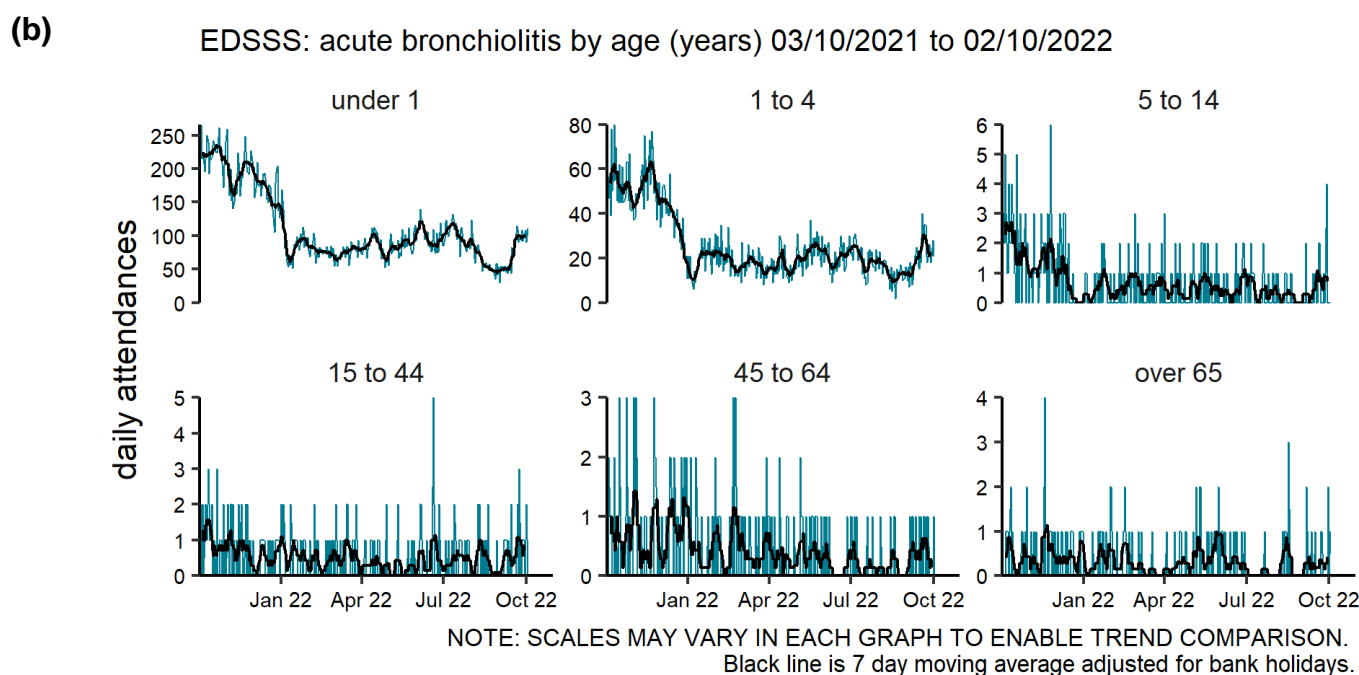 (b)
EDSSS: acute bronchiolitis by age (years) 03/10/2021 to 02/10/2022
daily attendances
under 1
250
200
150
100
50
0
1 to 4
80
60
40
20
0
5 to 14
6
5
4
3
2
1
0
15 to 44
5
4
3
2
1
0
Jan 22 Apr 22 Jul 22 Oct 22
45 to 64
3
2
1
0
Jan 22 Apr 22 Jul 22 Oct 22
over 65
4
3
2
1
0
Jan 22 Apr 22 Jul 22 Oct 22
NOTE: SCALES MAY VARY IN EACH GRAPH TO ENABLE TREND COMPARISON.
Black line is 7 day moving average adjusted for bank holidays.